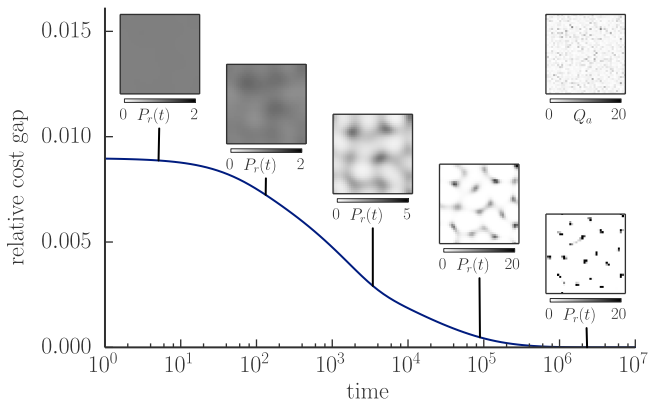 0.015
0 2
P_r(t)
0 20
Q_a
0.010
0 2
P_r(t)
0 5
P_r(t)
relative cost gap
0.005
0 20
P_r(t)
0 20
P_r(t)
0.000
10^0 10^1 10^2 10^3 10^4 10^5 10^6 10^7
time